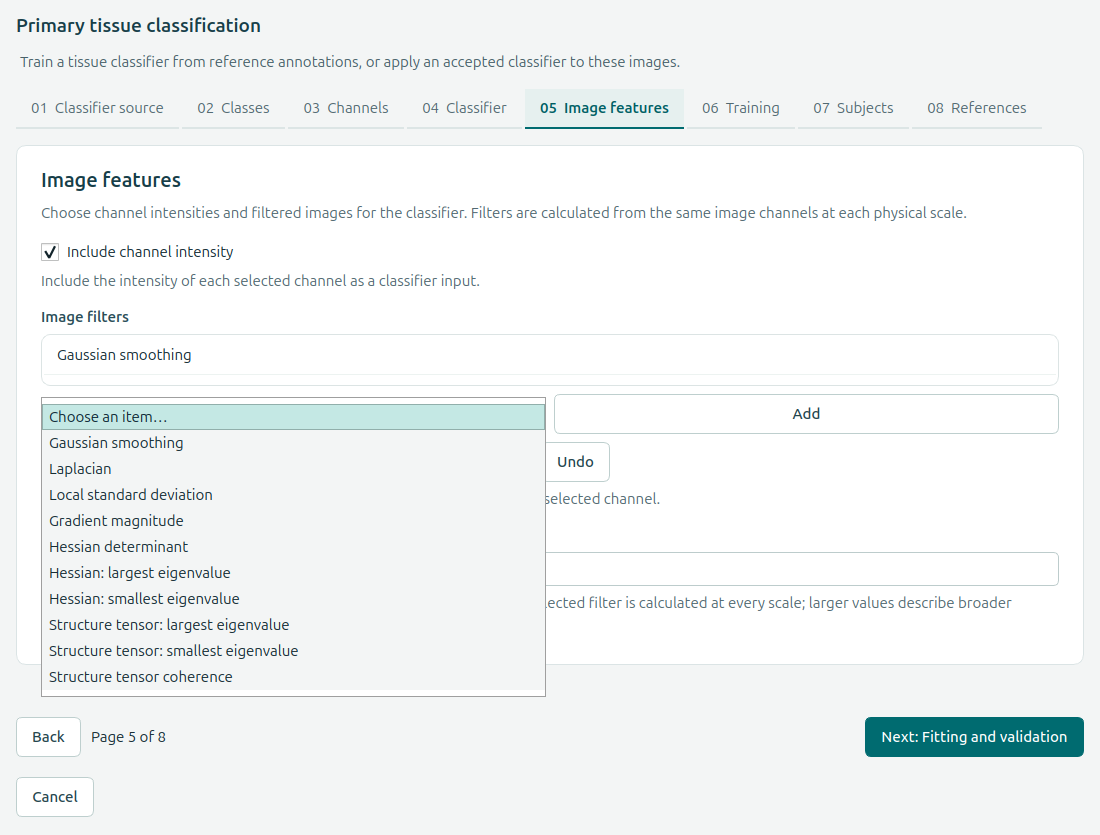 Primary tissue classification
Train a tissue classifier from reference annotations, or apply an accepted classifier to these images.
01 Classifier source 02 Classes 03 Channels 04 Classifier 05 Image features 06 Training 07 Subjects 08 References
Image features
Choose channel intensities and filtered images for the classifier. Filters are calculated from the same image channels at each physical scale.
Include channel intensity
Include the intensity of each selected channel as a classifier input.
Image filters
Gaussian smoothing
Choose an item… Add
Gaussian smoothing
Undo
Laplacian
Local standard deviation
selected channel.
Gradient magnitude
Hessian determinant
Hessian: largest eigenvalue
Hessian: smallest eigenvalue
filter is calculated at every scale; larger values describe broader
Structure tensor: largest eigenvalue
Structure tensor: smallest eigenvalue
Structure tensor coherence
Back Page 5 of 8 Next: Fitting and validation
Cancel